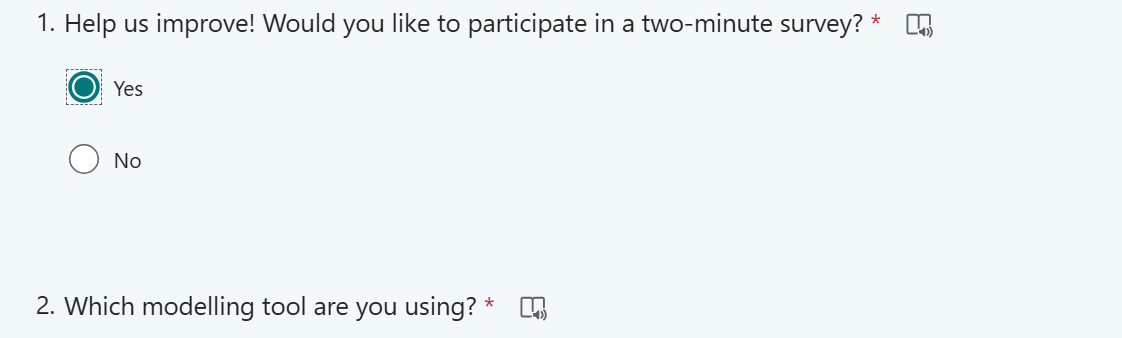 1. Help us improve! Would you like to participate in a two-minute survey? *
Yes
No
2. Which modelling tool are you using? *